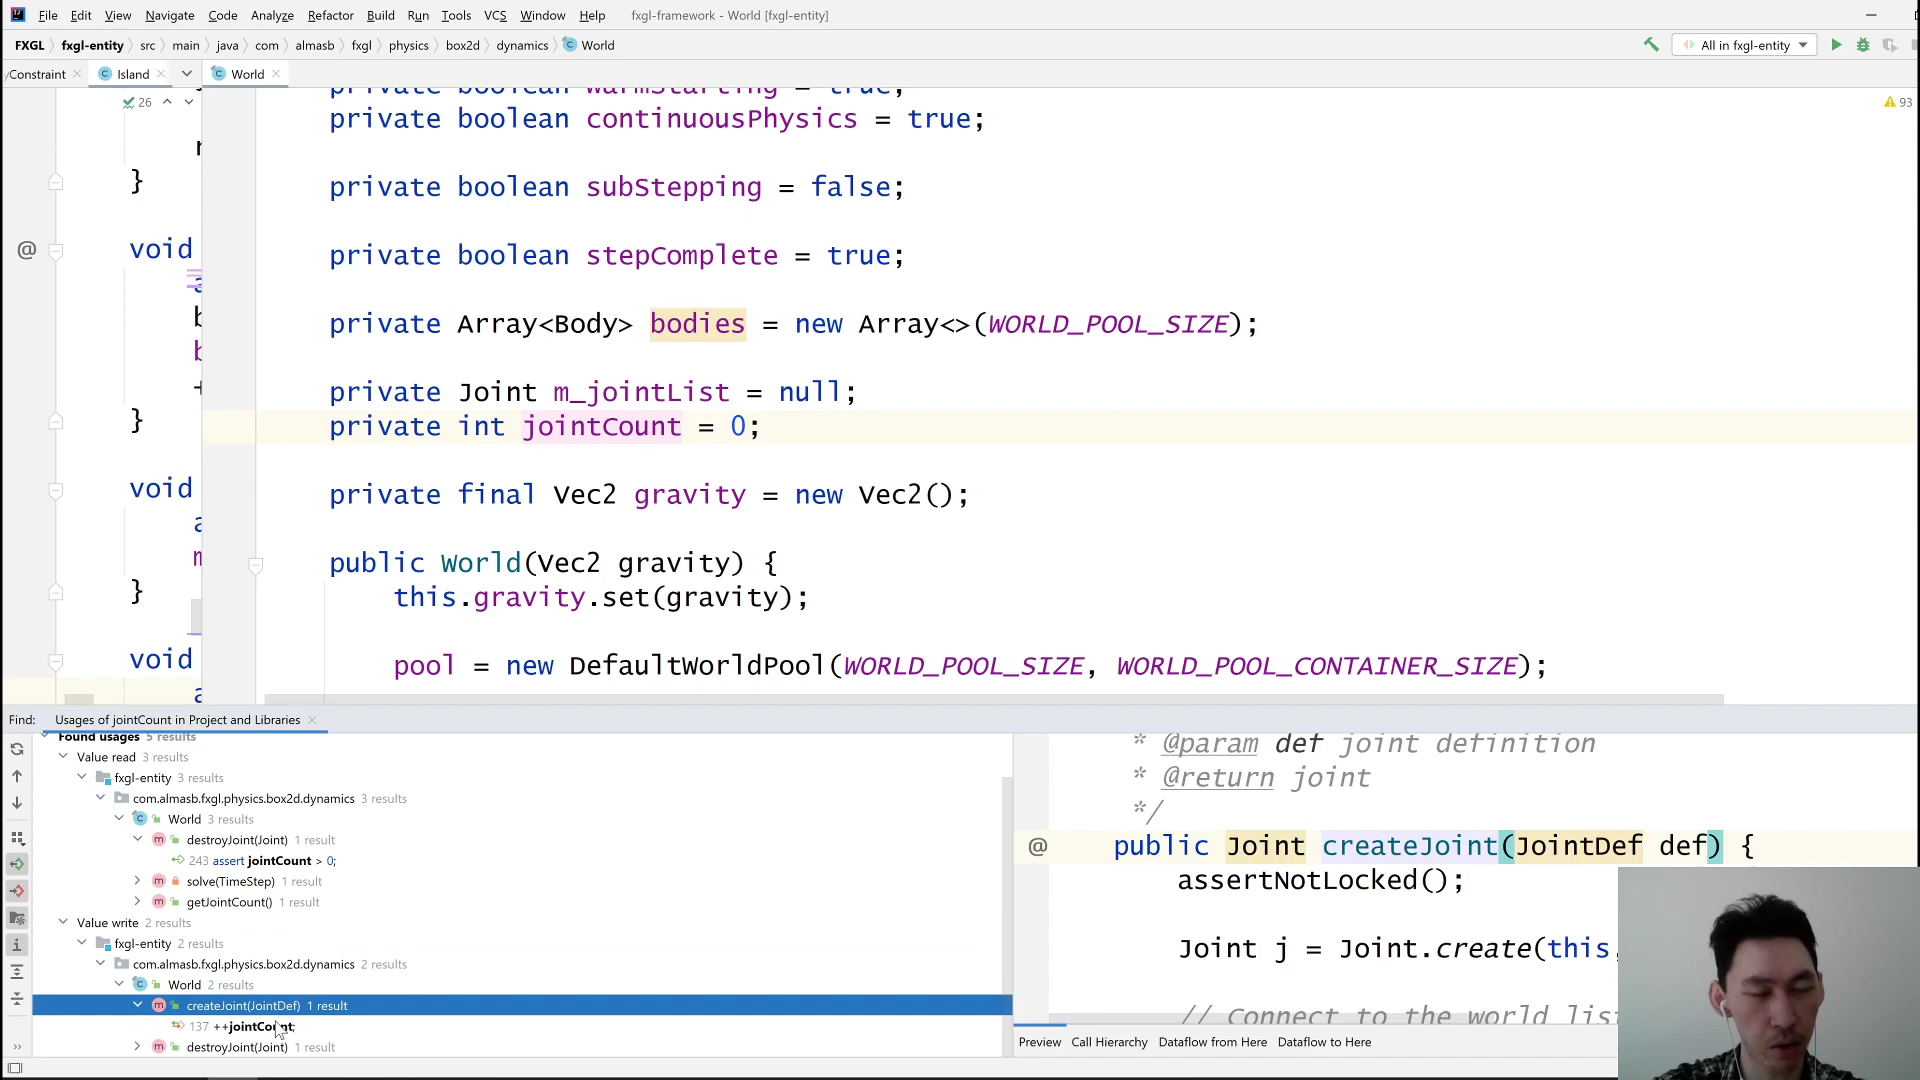 File Edit View Navigate Code Analyze Refactor Build Run Tools VCS Window Help fxgl-framework - World [fxgl-entity]
FXGL fxgl-entity src main java com almasb fxgl physics box2d dynamics World All in fxgl-entity
yConstraint Island World
26
93
private boolean warmStarting = true;
private boolean continuousPhysics = true;
}
private boolean subStepping = false;
@ void
private boolean stepComplete = true;
private Array<Body> bodies = new Array<>(WORLD_POOL_SIZE);
private Joint m_jointList = null;
}
private int jointCount = 0;
void
private final Vec2 gravity = new Vec2();
public World(Vec2 gravity) {
}
this.gravity.set(gravity);
void
pool = new DefaultWorldPool(WORLD_POOL_SIZE, WORLD_POOL_CONTAINER_SIZE);
Find: Usages of jointCount in Project and Libraries
Found usages 5 results
Value read 3 results
fxgl-entity 3 results
com.almasb.fxgl.physics.box2d.dynamics 3 results
World 3 results
destroyJoint(Joint) 1 result
243 assert jointCount > 0;
solve(TimeStep) 1 result
getJointCount() 1 result
Value write 2 results
fxgl-entity 2 results
com.almasb.fxgl.physics.box2d.dynamics 2 results
World 2 results
createJoint(JointDef) 1 result
137 ++jointCount;
destroyJoint(Joint) 1 result
* @param def joint definition
* @return joint
*/
@ public Joint createJoint(JointDef def) {
assertNotLocked();
Joint j = Joint.create(this,
// Connect to the world lis
Preview Call Hierarchy Dataflow from Here Dataflow to Here